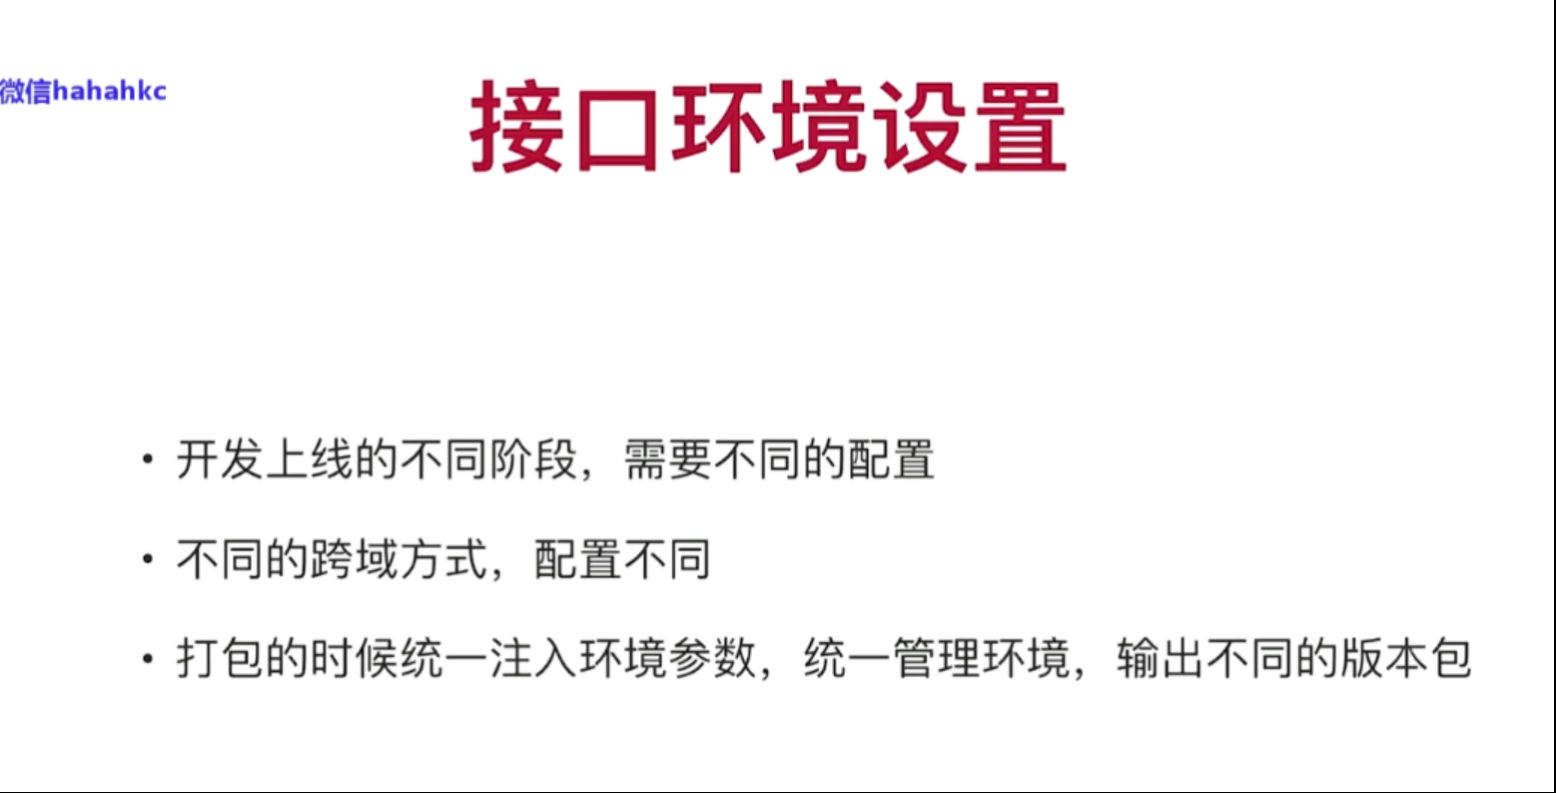 微信hahahkc
接口环境设置
• 开发上线的不同阶段，需要不同的配置
• 不同的跨域方式，配置不同
• 打包的时候统一注入环境参数，统一管理环境，输出不同的版本包